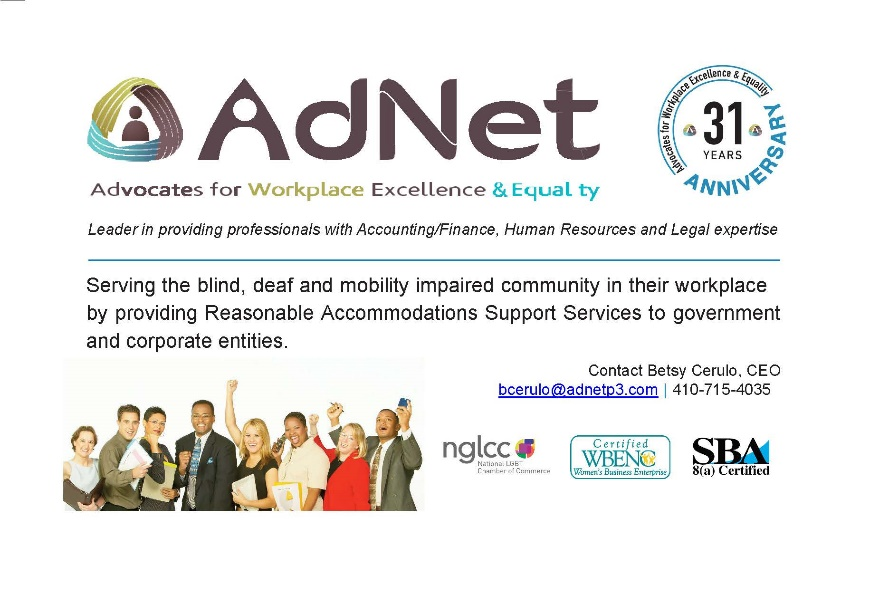 AdNet
Advocates for Workplace Excellence & Equal ty
Advocates for Workplace Excellence & Equality
31
YEARS
ANNIVERSARY
Leader in providing professionals with Accounting/Finance, Human Resources and Legal expertise
Serving the blind, deaf and mobility impaired community in their workplace
by providing Reasonable Accommodations Support Services to government
and corporate entities.
Contact Betsy Cerulo, CEO
bcerulo@adnetp3.com | 410-715-4035
nglcc
National LGBT
Chamber of Commerce
Certified
WBENC
Women's Business Enterprise
SBA
8(a) Certified